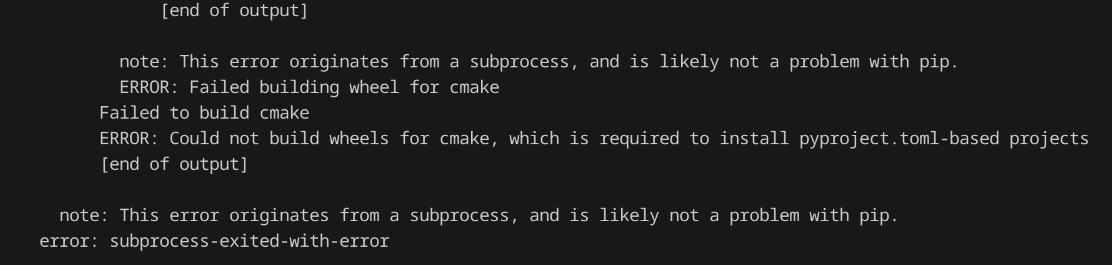 [end of output]
note: This error originates from a subprocess, and is likely not a problem with pip.
ERROR: Failed building wheel for cmake
Failed to build cmake
ERROR: Could not build wheels for cmake, which is required to install pyproject.toml-based projects
[end of output]
note: This error originates from a subprocess, and is likely not a problem with pip.
error: subprocess-exited-with-error